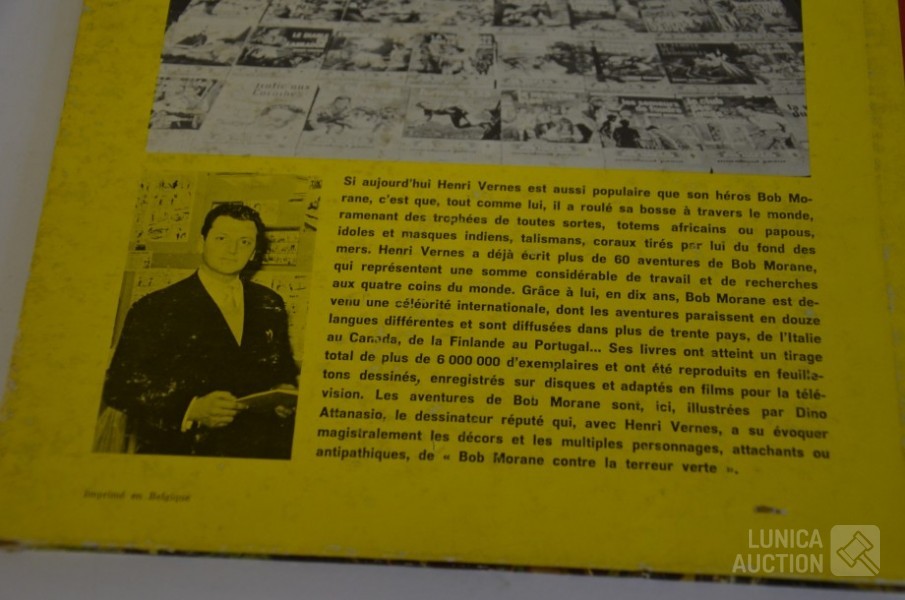 LE DIABLE
Si aujourd'hui Henri Vernes est aussi populaire que son héros Bob Mo-
rane, c'est que, tout comme lui, il a roulé sa bosse à travers le monde,
ramenant des trophées de toutes sortes, totems africains ou papous,
idoles et masques indiens, talismans, coraux tirés par lui du fond des
mers. Henri Vernes a déjà écrit plus de 60 aventures de Bob Morane,
qui représentent une somme considérable de travail et de recherches
aux quatre coins du monde. Grâce à lui, en dix ans, Bob Morane est de-
venu une célébrité internationale, dont les aventures paraissent en douze
langues différentes et sont diffusées dans plus de trente pays, de l'Italie
au Canada, de la Finlande au Portugal... Ses livres ont atteint un tirage
total de plus de 6 000 000 d'exemplaires et ont été reproduits en feuille-
tons dessinés, enregistrés sur disques et adaptés en films pour la télé-
vision. Les aventures de Bob Morane sont, ici, illustrées par Dino
Attanasio, le dessinateur réputé qui, avec Henri Vernes, a su évoquer
magistralement les décors et les multiples personnages, attachants ou
antipathiques, de « Bob Morane contre la terreur verte ».
Imprimé en Belgique
LUNICA
AUCTION